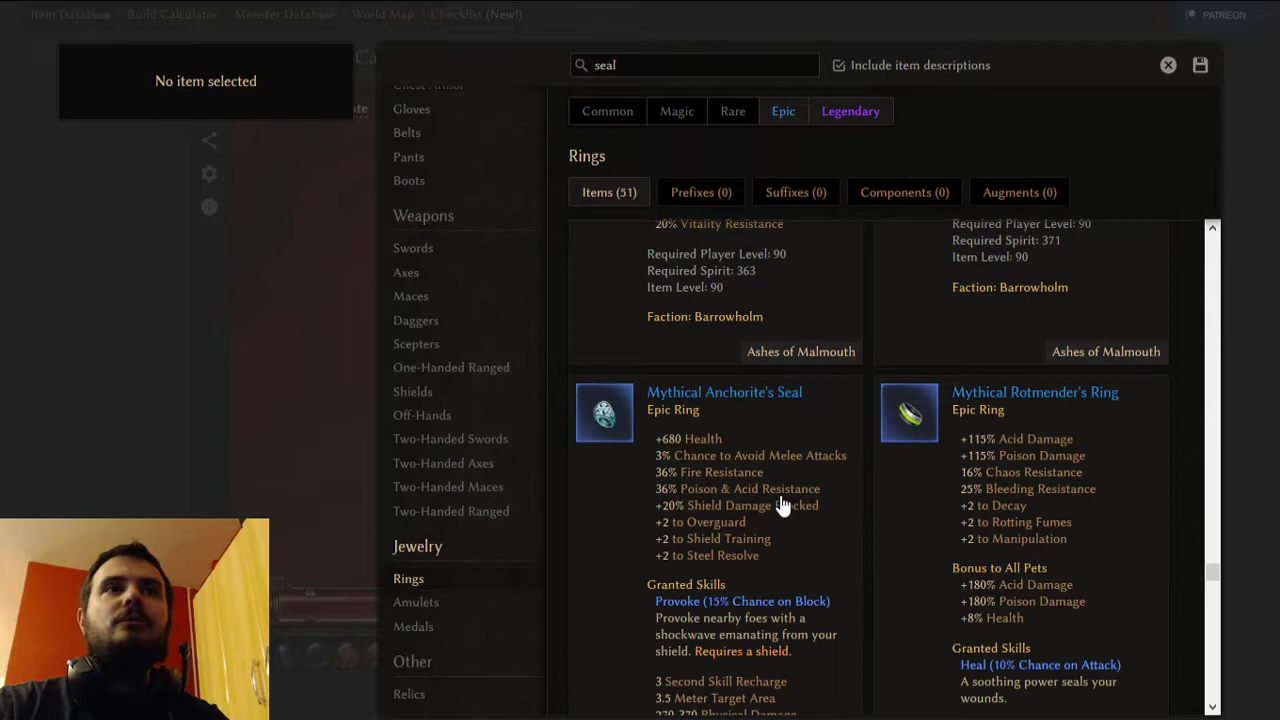 Item Database
Build Calculator
Monster Database
World Map
Checklist (New!)
PATREON
No item selected
seal
Include item descriptions
Common
Magic
Rare
Epic
Legendary
Rings
Items (51)
Prefixes (0)
Suffixes (0)
Components (0)
Augments (0)
Chest Armor
Gloves
Belts
Pants
Boots
Weapons
Swords
Axes
Maces
Daggers
Scepters
One-Handed Ranged
Shields
Off-Hands
Two-Handed Swords
Two-Handed Axes
Two-Handed Maces
Two-Handed Ranged
Jewelry
Rings
Amulets
Medals
Other
Relics
20% Vitality Resistance
Required Player Level: 90
Required Spirit: 363
Item Level: 90
Faction: Barrowholm
Ashes of Malmouth
Required Player Level: 90
Required Spirit: 371
Item Level: 90
Faction: Barrowholm
Ashes of Malmouth
Mythical Anchorite's Seal
Epic Ring
+680 Health
3% Chance to Avoid Melee Attacks
36% Fire Resistance
36% Poison & Acid Resistance
+20% Shield Damage Blocked
+2 to Overguard
+2 to Shield Training
+2 to Steel Resolve
Granted Skills
Provoke (15% Chance on Block)
Provoke nearby foes with a
shockwave emanating from your
shield. Requires a shield.
3 Second Skill Recharge
3.5 Meter Target Area
270-370 Physical Damage
Mythical Rotmender's Ring
Epic Ring
+115% Acid Damage
+115% Poison Damage
16% Chaos Resistance
25% Bleeding Resistance
+2 to Decay
+2 to Rotting Fumes
+2 to Manipulation
Bonus to All Pets
+180% Acid Damage
+180% Poison Damage
+8% Health
Granted Skills
Heal (10% Chance on Attack)
A soothing power seals your
wounds.